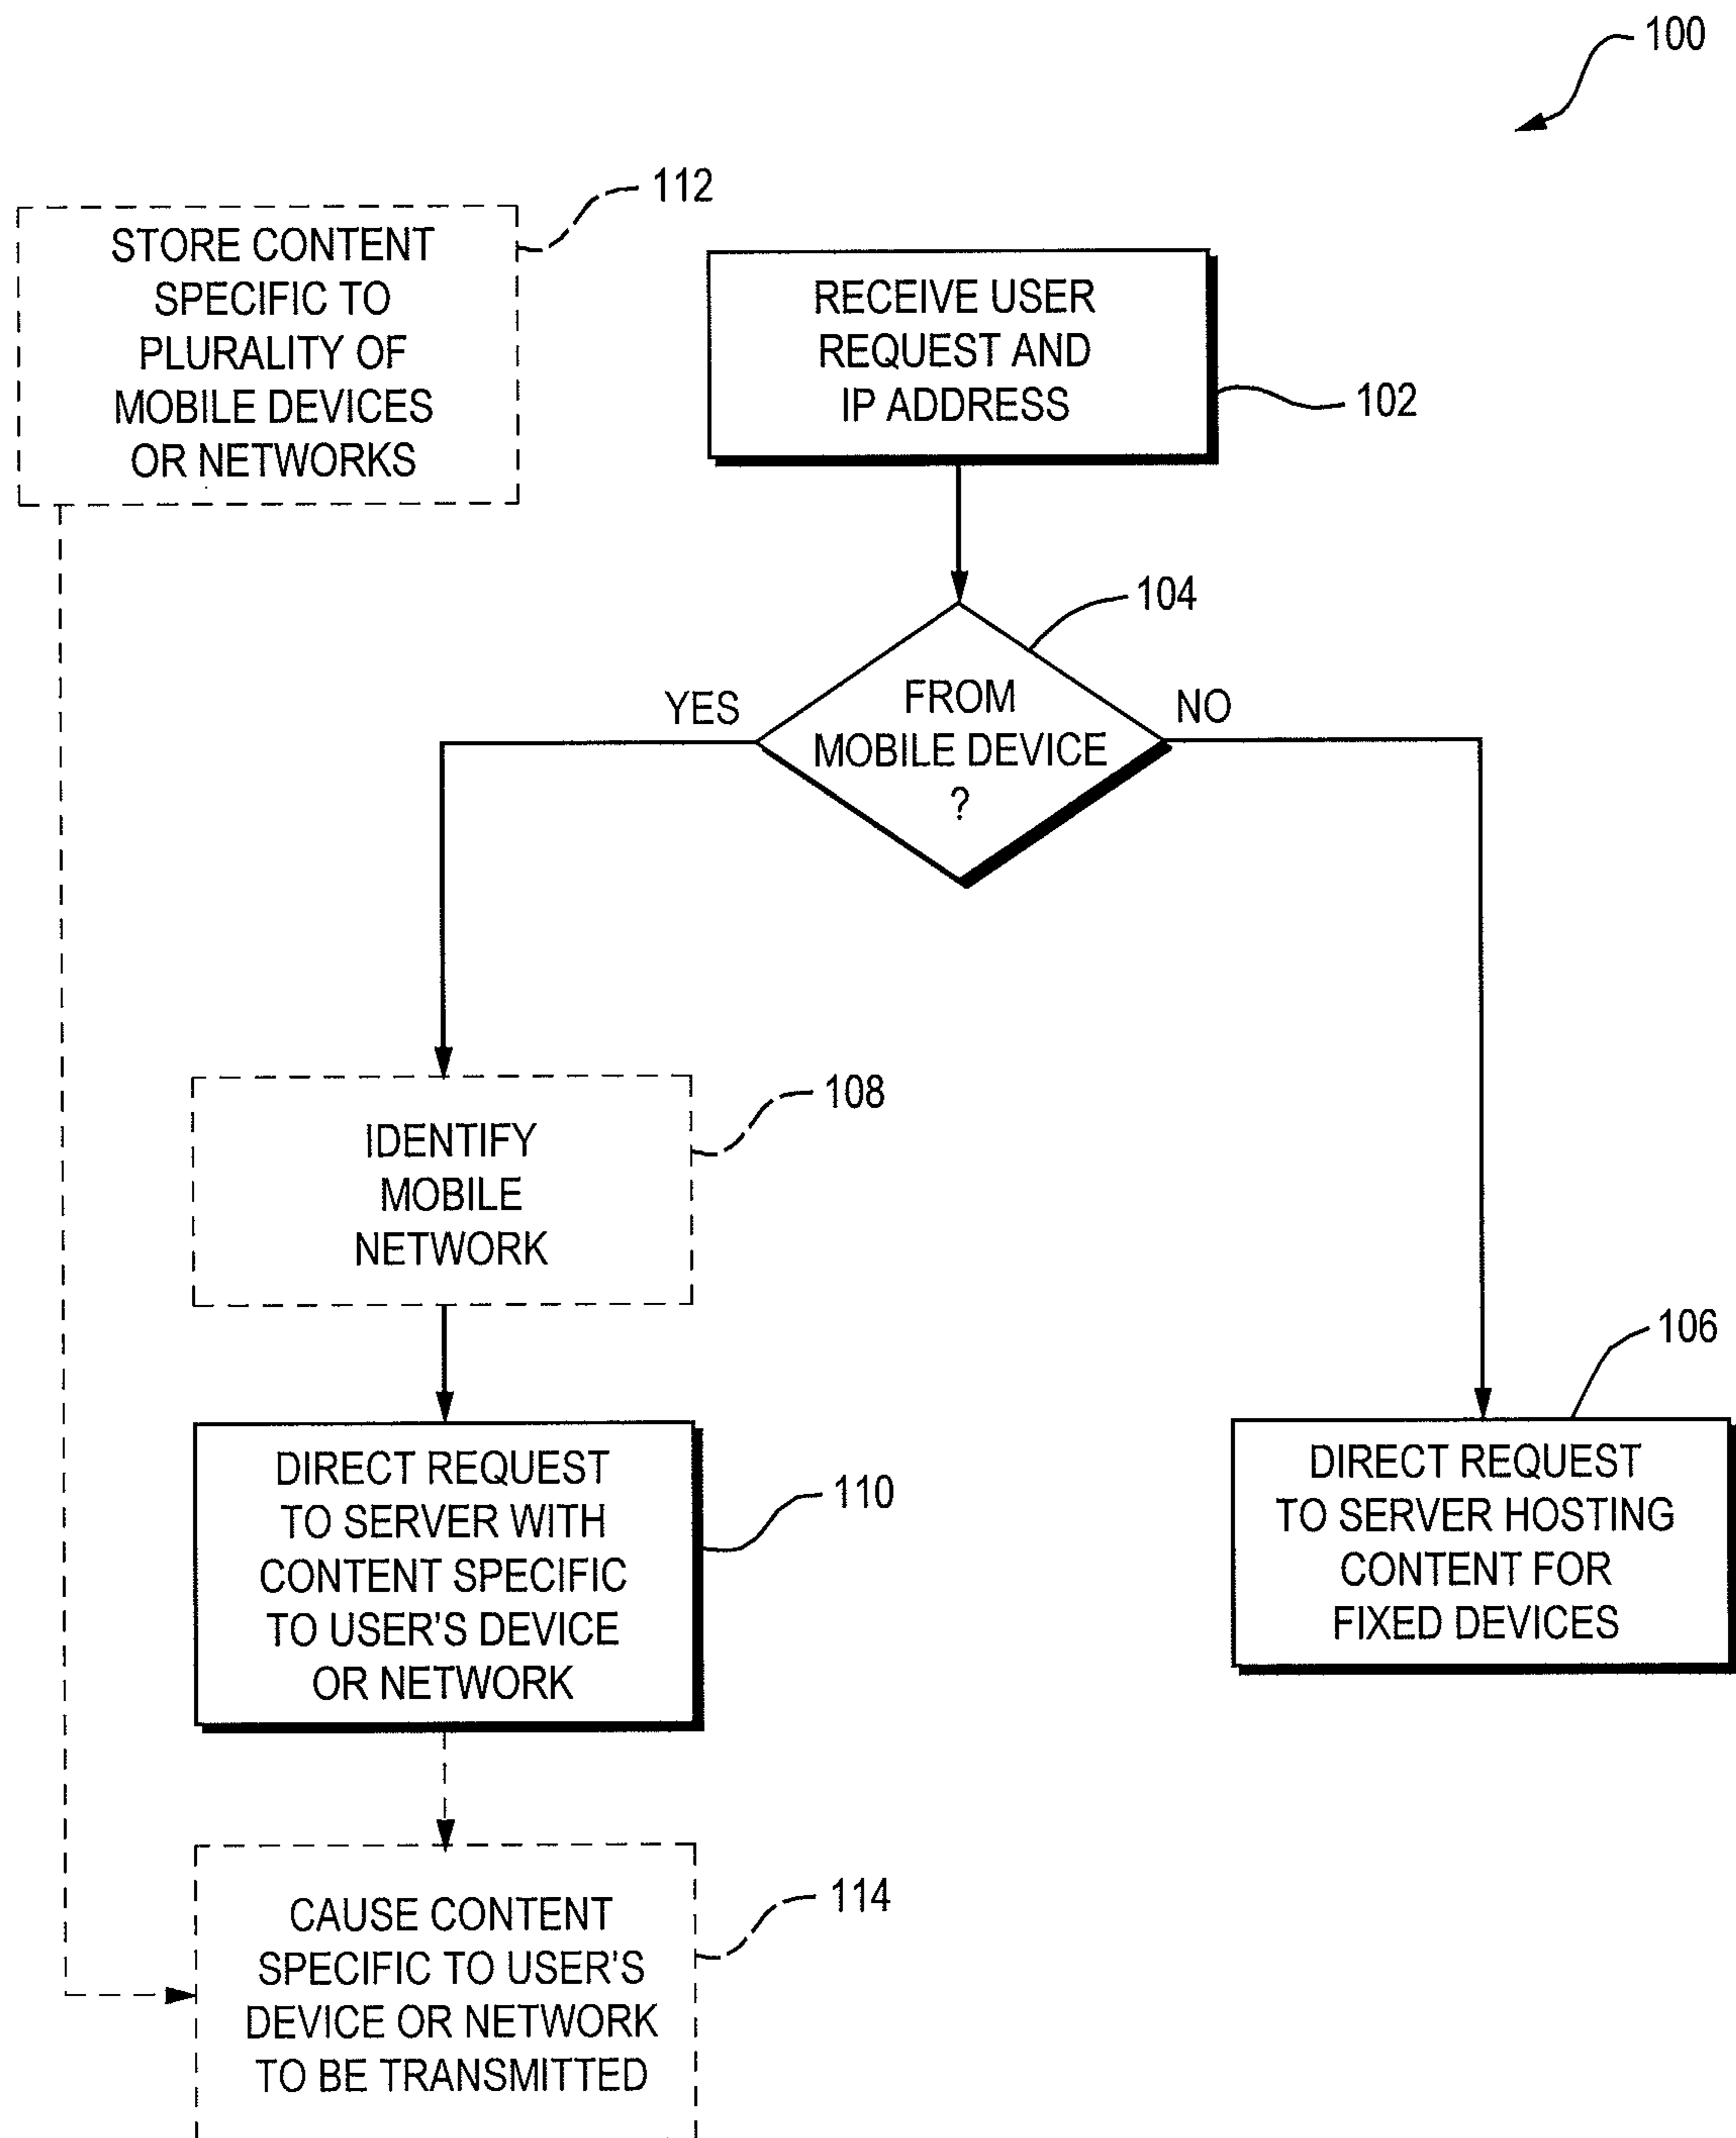 100
112
STORE CONTENT
SPECIFIC TO
PLURALITY OF
MOBILE DEVICES
OR NETWORKS
RECEIVE USER
REQUEST AND
IP ADDRESS
102
104
FROM
MOBILE DEVICE
?
YES
NO
108
IDENTIFY
MOBILE
NETWORK
106
DIRECT REQUEST
TO SERVER WITH
CONTENT SPECIFIC
TO USER'S DEVICE
OR NETWORK
110
DIRECT REQUEST
TO SERVER HOSTING
CONTENT FOR
FIXED DEVICES
114
CAUSE CONTENT
SPECIFIC TO USER'S
DEVICE OR NETWORK
TO BE TRANSMITTED